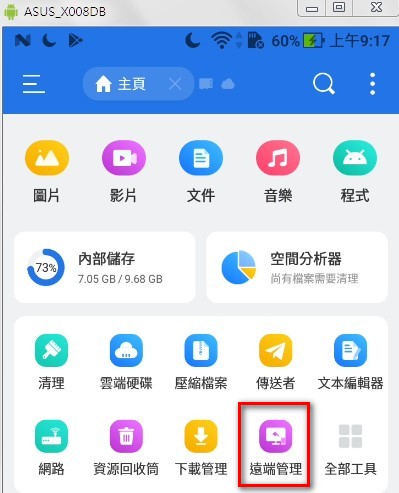 ASUS_X008DB
60% 上午9:17
主頁
圖片 影片 文件 音樂 程式
73%
內部儲存
7.05 GB / 9.68 GB
空間分析器
尚有檔案需要清理
清理 雲端硬碟 壓縮檔案 傳送者 文本編輯器
網路 資源回收筒 下載管理 遠端管理 全部工具